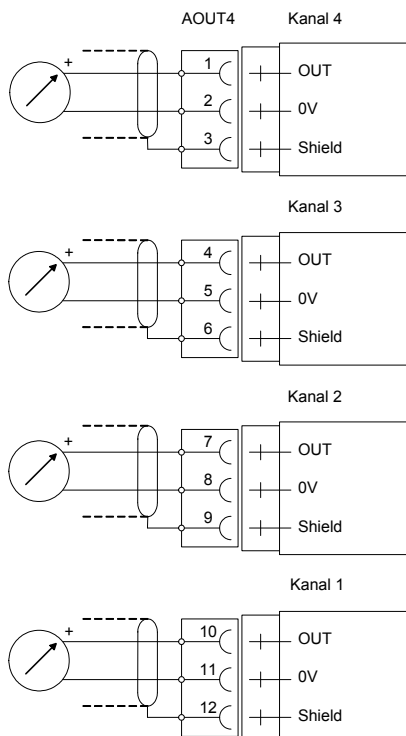 AOUT4 Kanal 4
+ 1 OUT
2 0V
3 Shield
Kanal 3
+ 4 OUT
5 0V
6 Shield
Kanal 2
+ 7 OUT
8 0V
9 Shield
Kanal 1
+ 10 OUT
11 0V
12 Shield